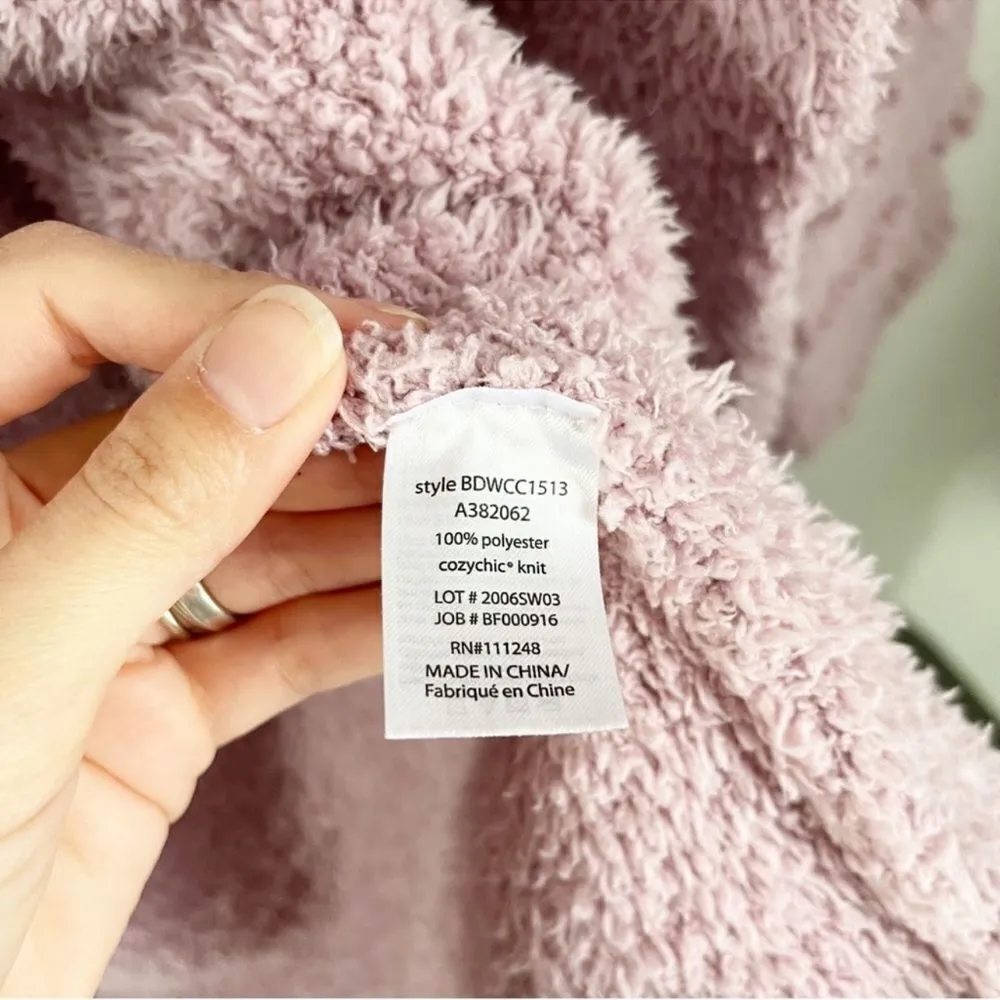 style BDWCC1513
A382062
100% polyester
cozychic® knit
LOT # 2006SW03
JOB # BF000916
RN#111248
MADE IN CHINA/
Fabriqué en Chine